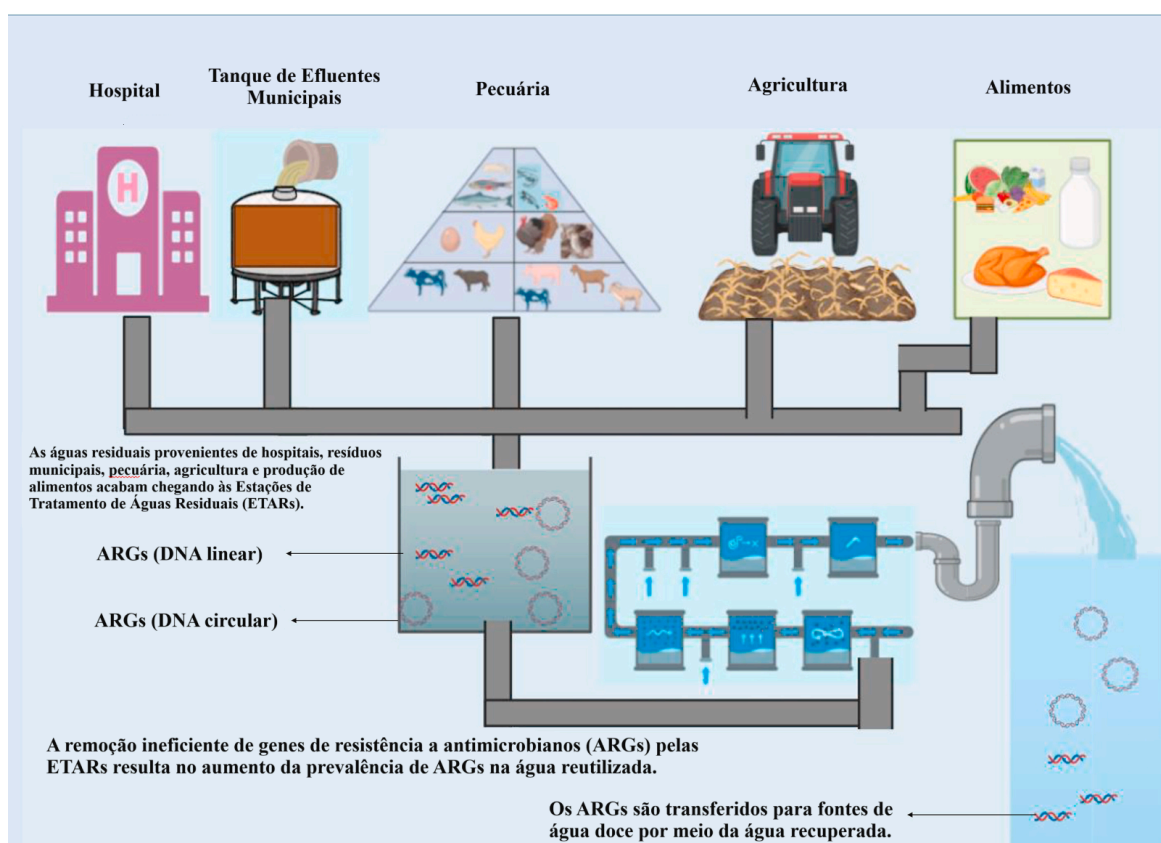 Hospital
Tanque de Efluentes
Municipais
Pecuária
Agricultura
Alimentos
H
As águas residuais provenientes de hospitais, resíduos
municipais, pecuária, agricultura e produção de
alimentos acabam chegando às Estações de
Tratamento de Águas Residuais (ETARs).
ARGs (DNA linear)
ARGs (DNA circular)
A remoção ineficiente de genes de resistência a antimicrobianos (ARGs) pelas
ETARs resulta no aumento da prevalência de ARGs na água reutilizada.
Os ARGs são transferidos para fontes de
água doce por meio da água recuperada.